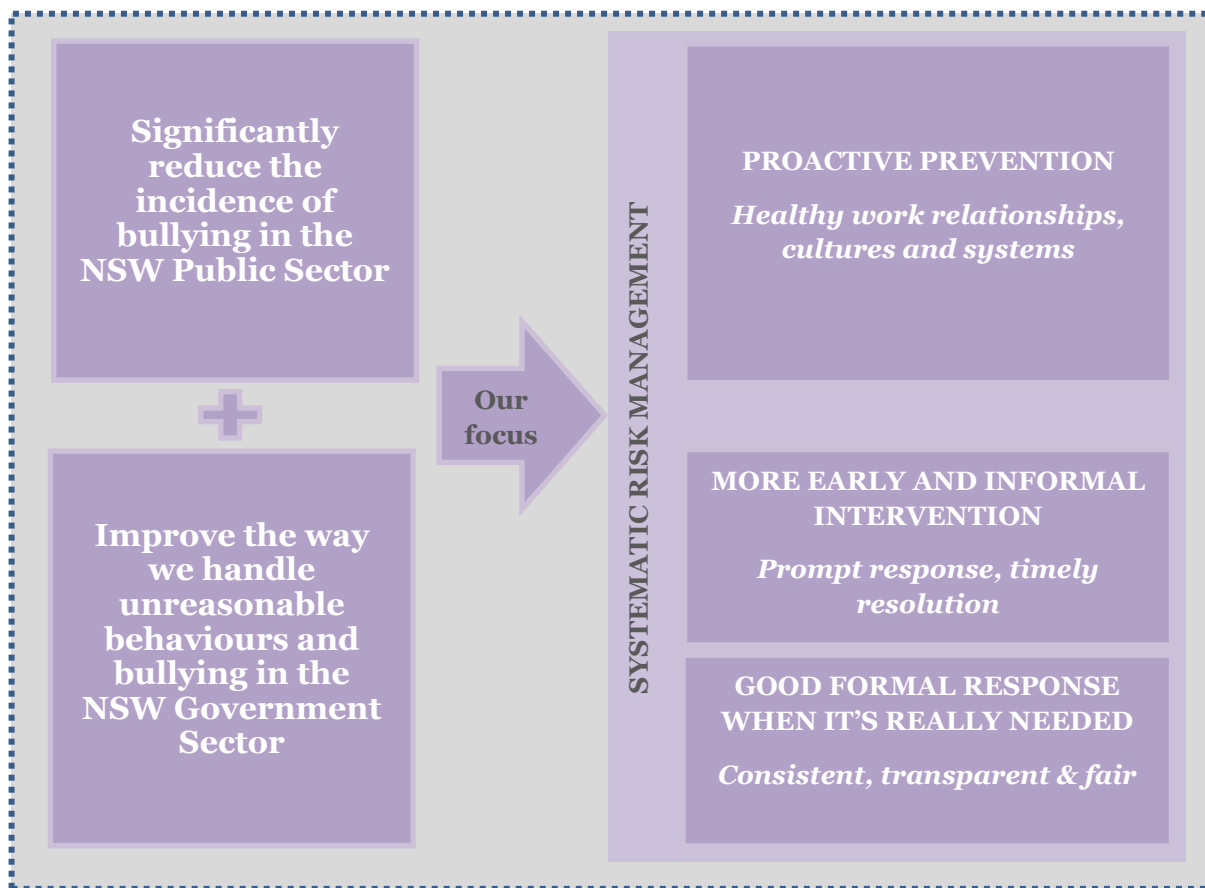 Significantly
reduce the
incidence of
bullying in the
NSW Public Sector
Improve the way
we handle
unreasonable
behaviours and
bullying in the
NSW Government
Sector
Our
focus
SYSTEMATIC RISK MANAGEMENT
PROACTIVE PREVENTION
Healthy work relationships,
cultures and systems
MORE EARLY AND INFORMAL
INTERVENTION
Prompt response, timely
resolution
GOOD FORMAL RESPONSE
WHEN IT’S REALLY NEEDED
Consistent, transparent & fair